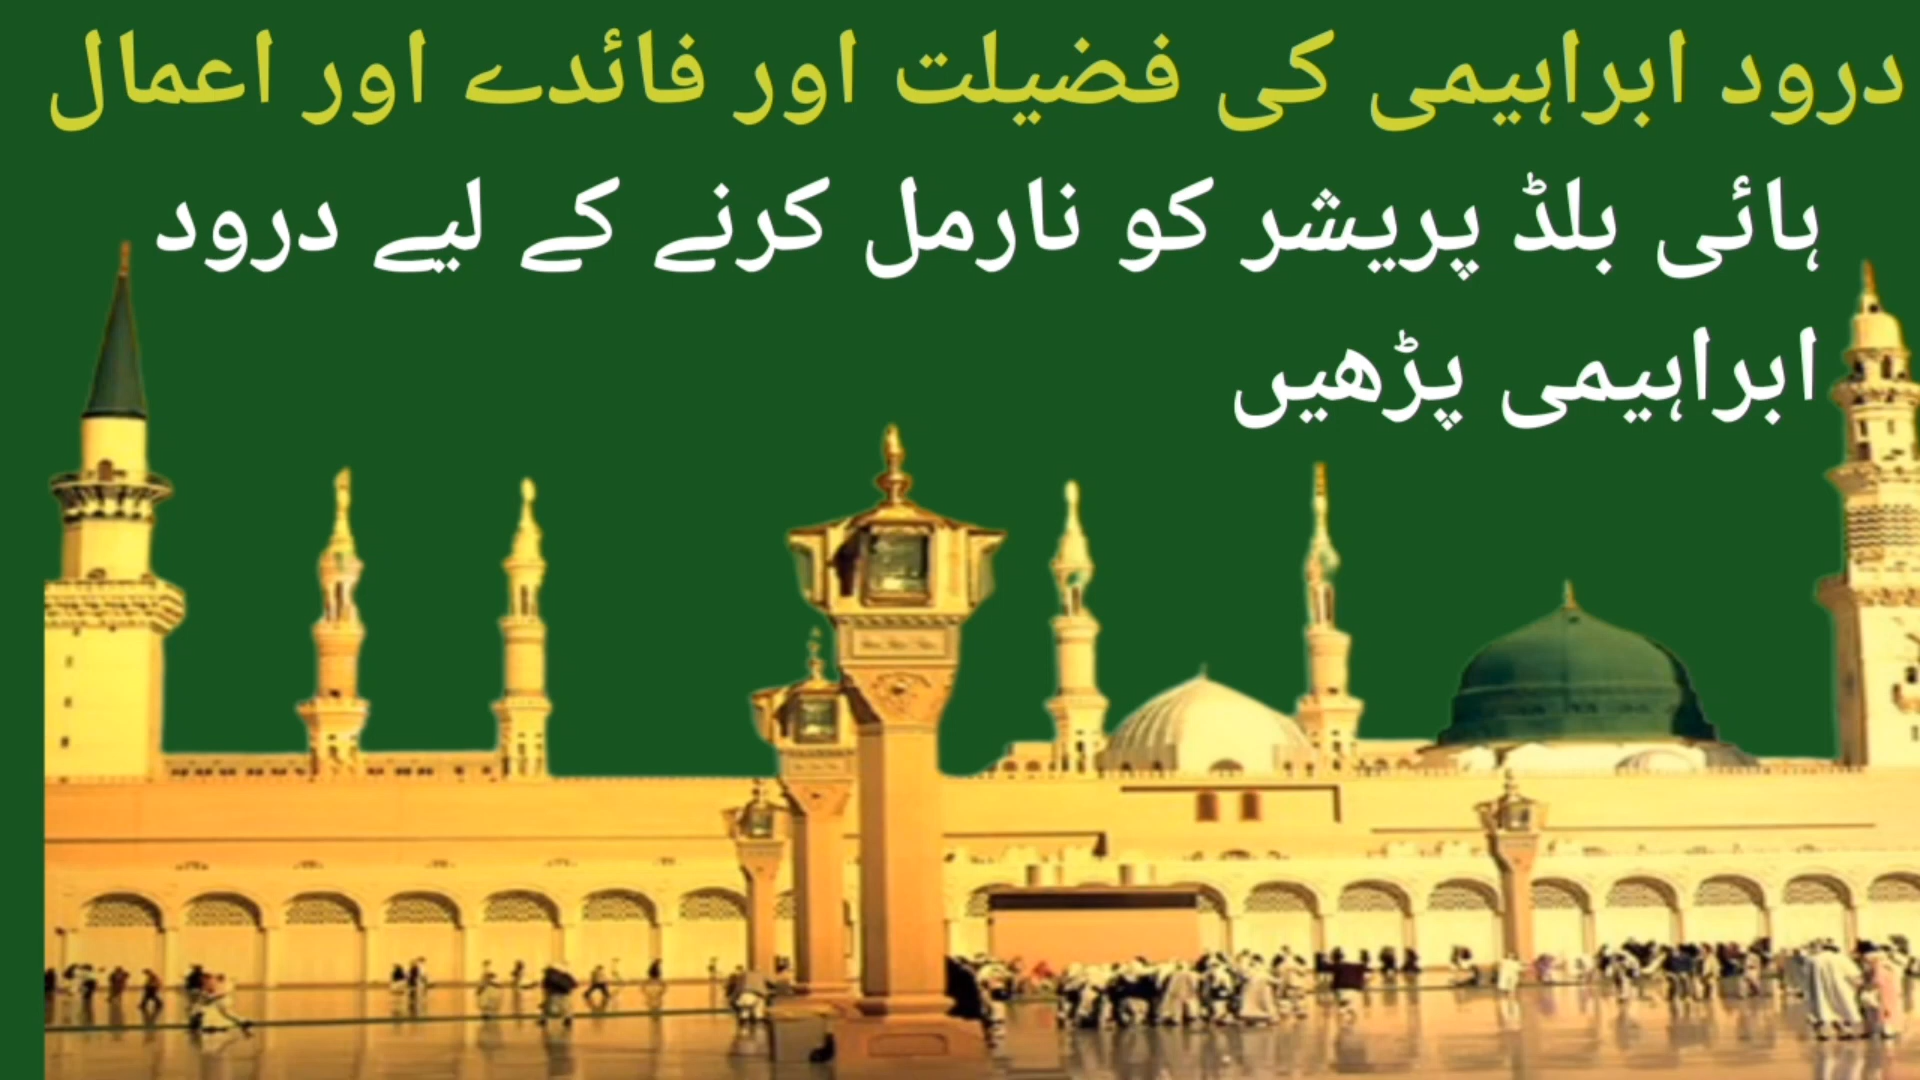 درود ابراہیمی کی فضیلت اور فائدے اور اعمال
ہائی بلڈ پریشر کو نارمل کرنے کے لیے درود
ابراہیمی پڑھیں